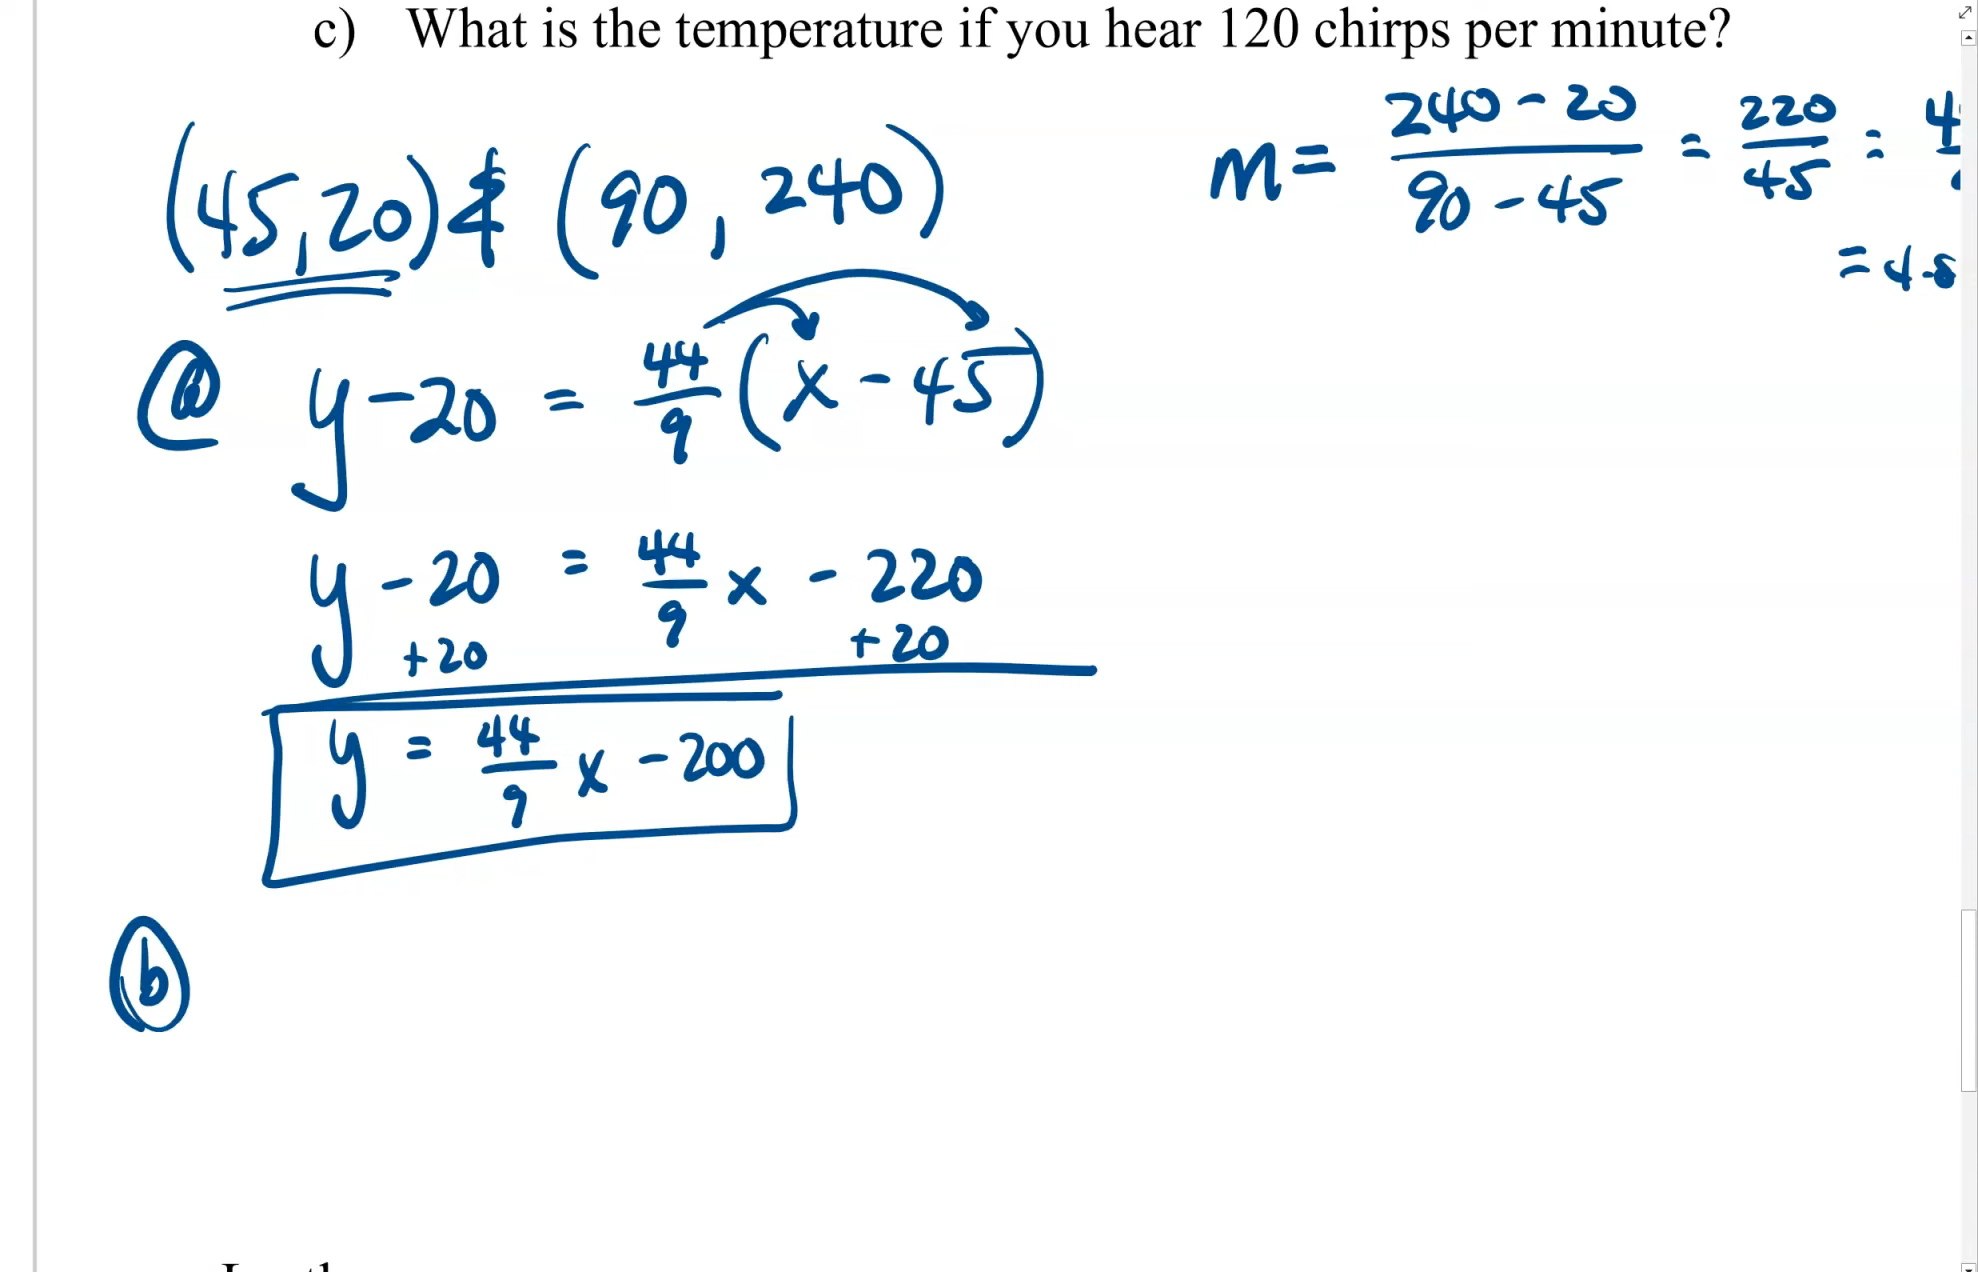 c) What is the temperature if you hear 120 chirps per minute?
(45,20) & (90, 240)
m = 240 - 20 / 90 - 45 = 220 / 45 =
= 4.8
a y - 20 = 44/9 (x - 45)
y - 20 = 44/9 x - 220
+20 +20
y = 44/9 x - 200
b